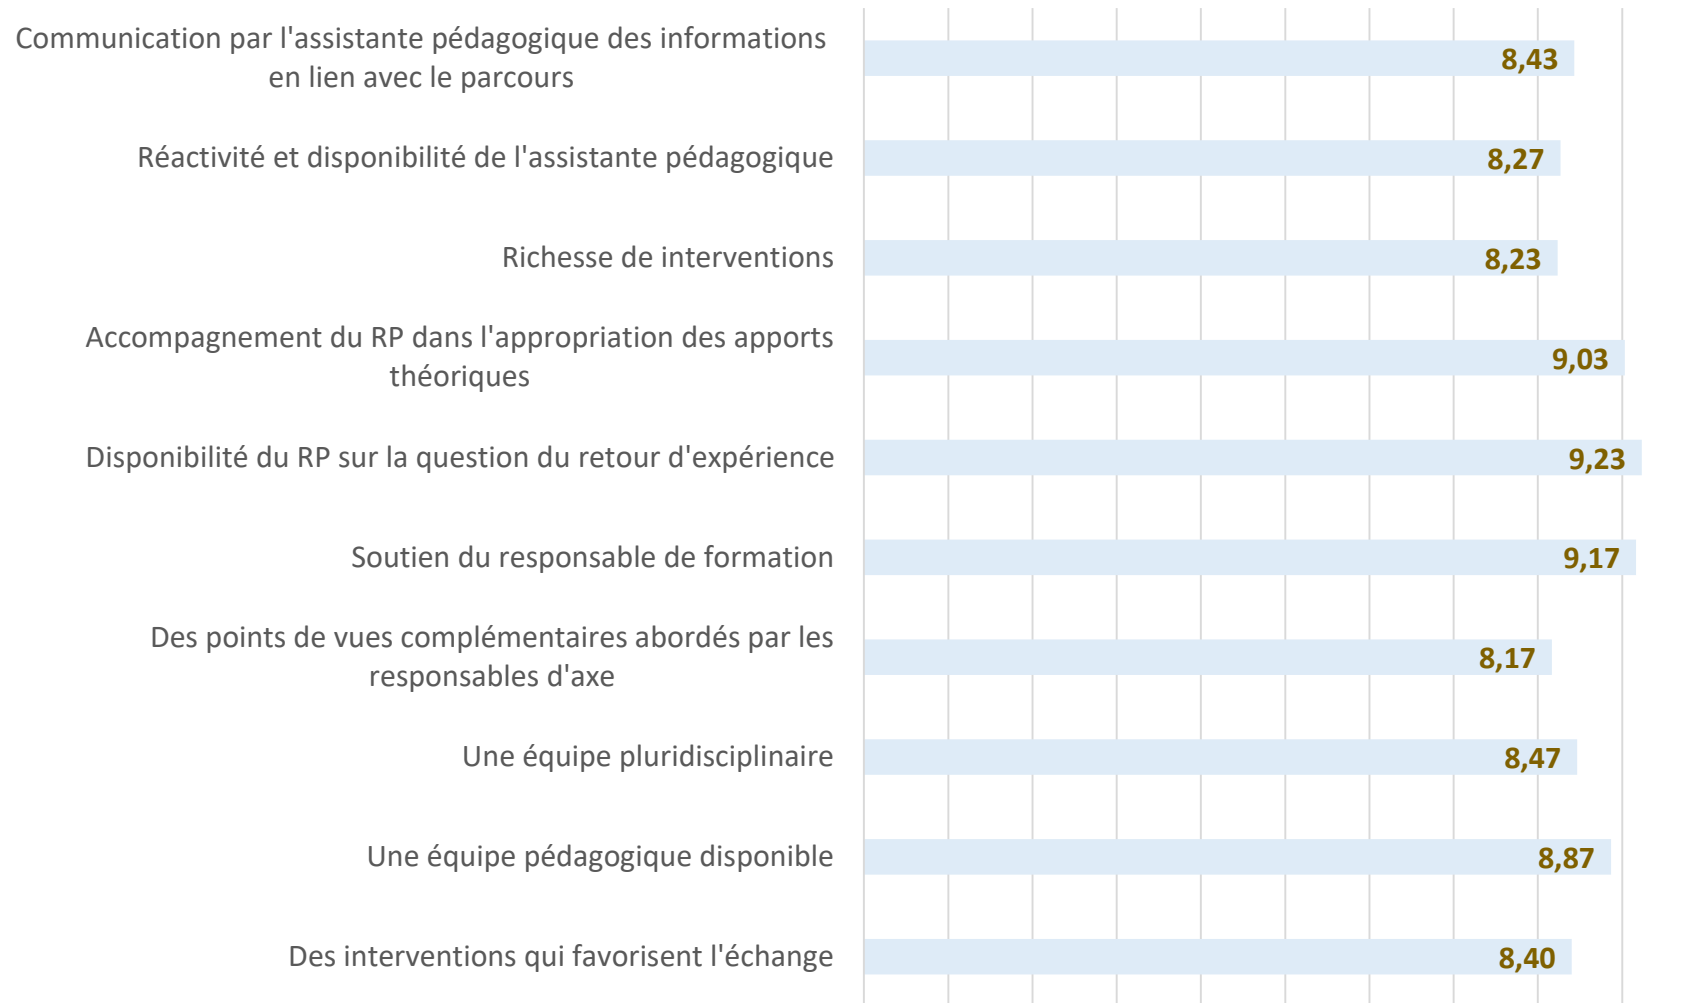 Communication par l'assistante pédagogique des informations
en lien avec le parcours
8,43
Réactivité et disponibilité de l'assistante pédagogique
8,27
Richesse de interventions
8,23
Accompagnement du RP dans l'appropriation des apports
théoriques
9,03
Disponibilité du RP sur la question du retour d'expérience
9,23
Soutien du responsable de formation
9,17
Des points de vues complémentaires abordés par les
responsables d'axe
8,17
Une équipe pluridisciplinaire
8,47
Une équipe pédagogique disponible
8,87
Des interventions qui favorisent l'échange
8,40